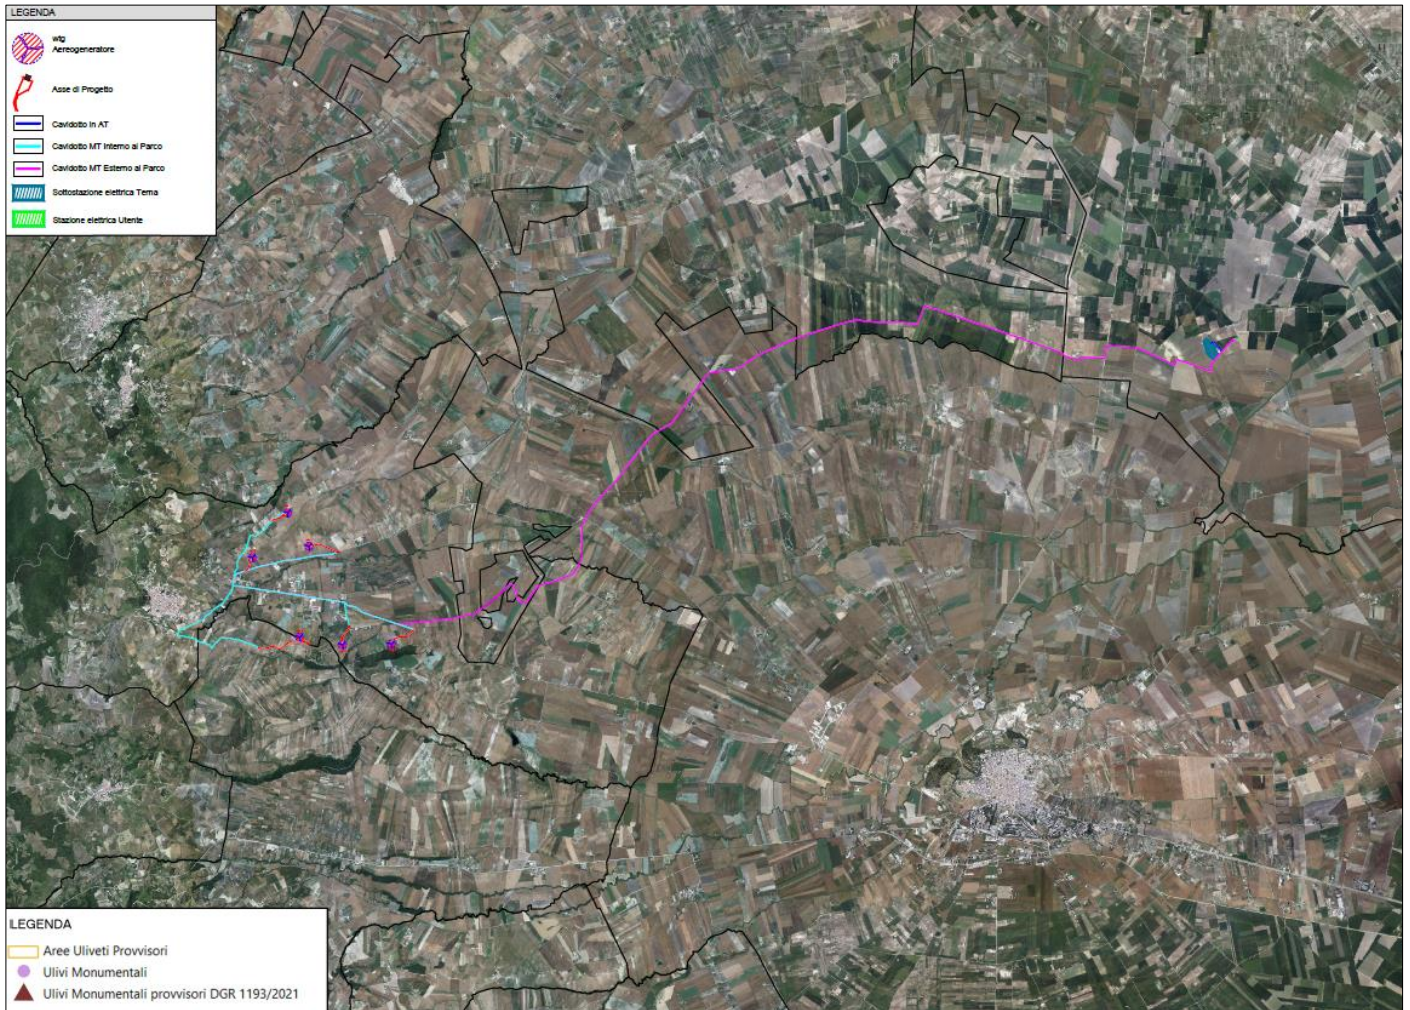 LEGENDA
wtg
Aereogeneratore
Asse di Progetto
Cavidotto in AT
Cavidotto MT Interno al Parco
Cavidotto MT Esterno al Parco
Sottostazione elettrica Terna
Stazione elettrica Utente
LEGENDA
Aree Uliveti Provvisori
Ulivi Monumentali
Ulivi Monumentali provvisori DGR 1193/2021